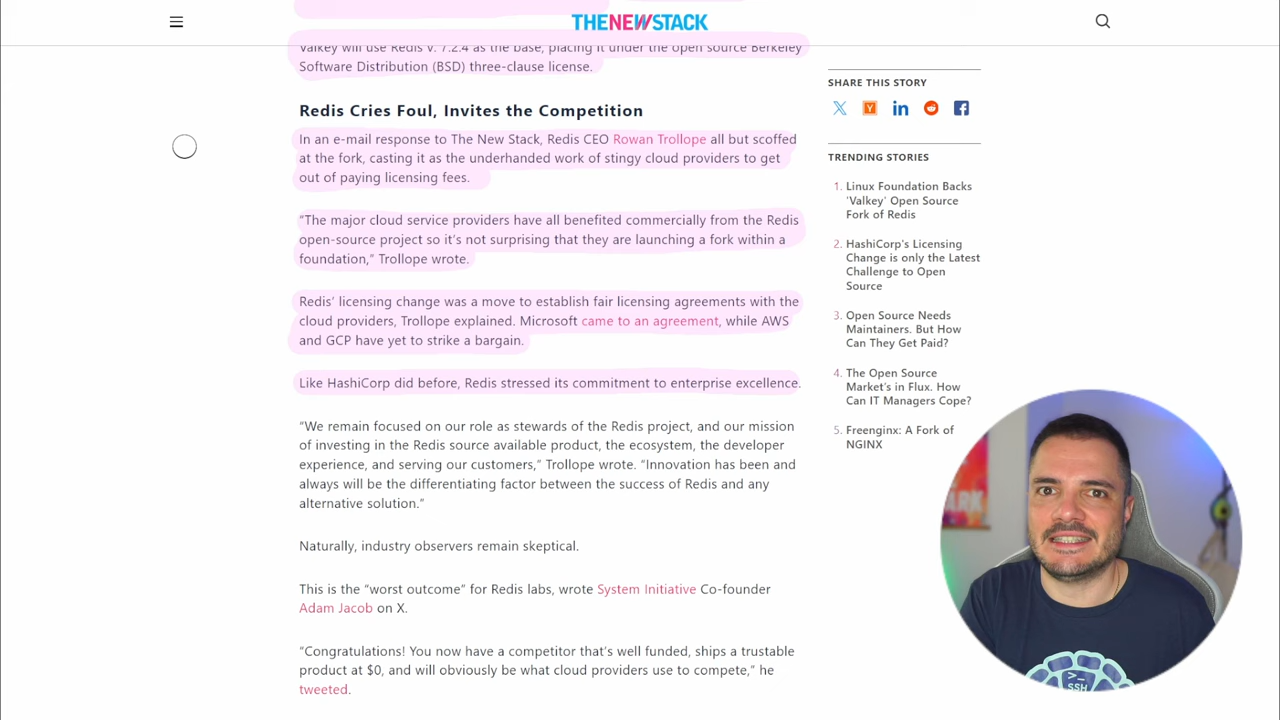 THENEWSTACK
Valkey will use Redis v. 7.2.4 as the base, placing it under the open source Berkeley
Software Distribution (BSD) three-clause license.
Redis Cries Foul, Invites the Competition
In an e-mail response to The New Stack, Redis CEO Rowan Trollope all but scoffed
at the fork, casting it as the underhanded work of stingy cloud providers to get
out of paying licensing fees.
“The major cloud service providers have all benefited commercially from the Redis
open-source project so it’s not surprising that they are launching a fork within a
foundation,” Trollope wrote.
Redis’ licensing change was a move to establish fair licensing agreements with the
cloud providers, Trollope explained. Microsoft came to an agreement, while AWS
and GCP have yet to strike a bargain.
Like HashiCorp did before, Redis stressed its commitment to enterprise excellence.
“We remain focused on our role as stewards of the Redis project, and our mission
of investing in the Redis source available product, the ecosystem, the developer
experience, and serving our customers,” Trollope wrote. “Innovation has been and
always will be the differentiating factor between the success of Redis and any
alternative solution.”
Naturally, industry observers remain skeptical.
This is the “worst outcome” for Redis labs, wrote System Initiative Co-founder
Adam Jacob on X.
“Congratulations! You now have a competitor that’s well funded, ships a trustable
product at $0, and will obviously be what cloud providers use to compete,” he
tweeted.
SHARE THIS STORY
TRENDING STORIES
1. Linux Foundation Backs
'Valkey' Open Source
Fork of Redis
2. HashiCorp's Licensing
Change is only the Latest
Challenge to Open
Source
3. Open Source Needs
Maintainers. But How
Can They Get Paid?
4. The Open Source
Market’s in Flux. How
Can IT Managers Cope?
5. Freenginx: A Fork of
NGINX
>_
SSH